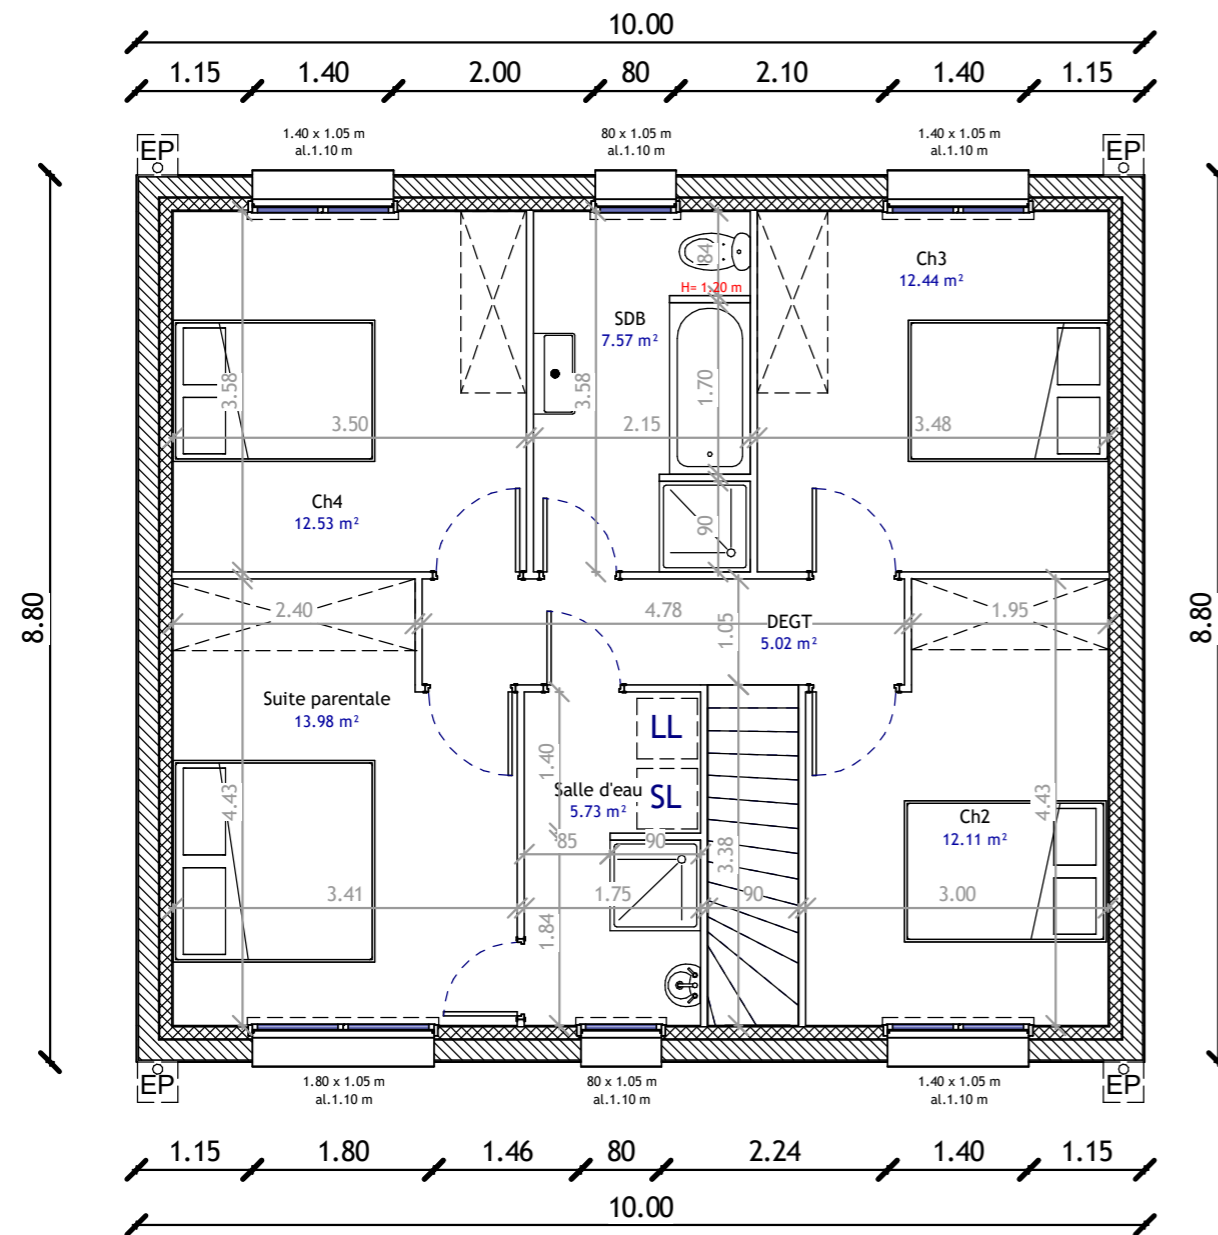 10.00
1.15 1.40 2.00 80 2.10 1.40 1.15
1.40 x 1.05 m
al.1.10 m
80 x 1.05 m
al.1.10 m
1.40 x 1.05 m
al.1.10 m
EP
EP
8.80
8.80
84
H= 1.20 m
Ch3
12.44 m²
SDB
7.57 m²
3.58
3.58
1.70
3.50
2.15
3.48
Ch4
12.53 m²
90
2.40
4.78
1.95
1.05
DEGT
5.02 m²
Suite parentale
13.98 m²
LL
1.40
SL
Salle d'eau
5.73 m²
4.43
4.43
Ch2
12.11 m²
85
90
3.38
3.41
1.75
90
3.00
1.84
EP
EP
1.80 x 1.05 m
al.1.10 m
80 x 1.05 m
al.1.10 m
1.40 x 1.05 m
al.1.10 m
1.15 1.80 1.46 80 2.24 1.40 1.15
10.00